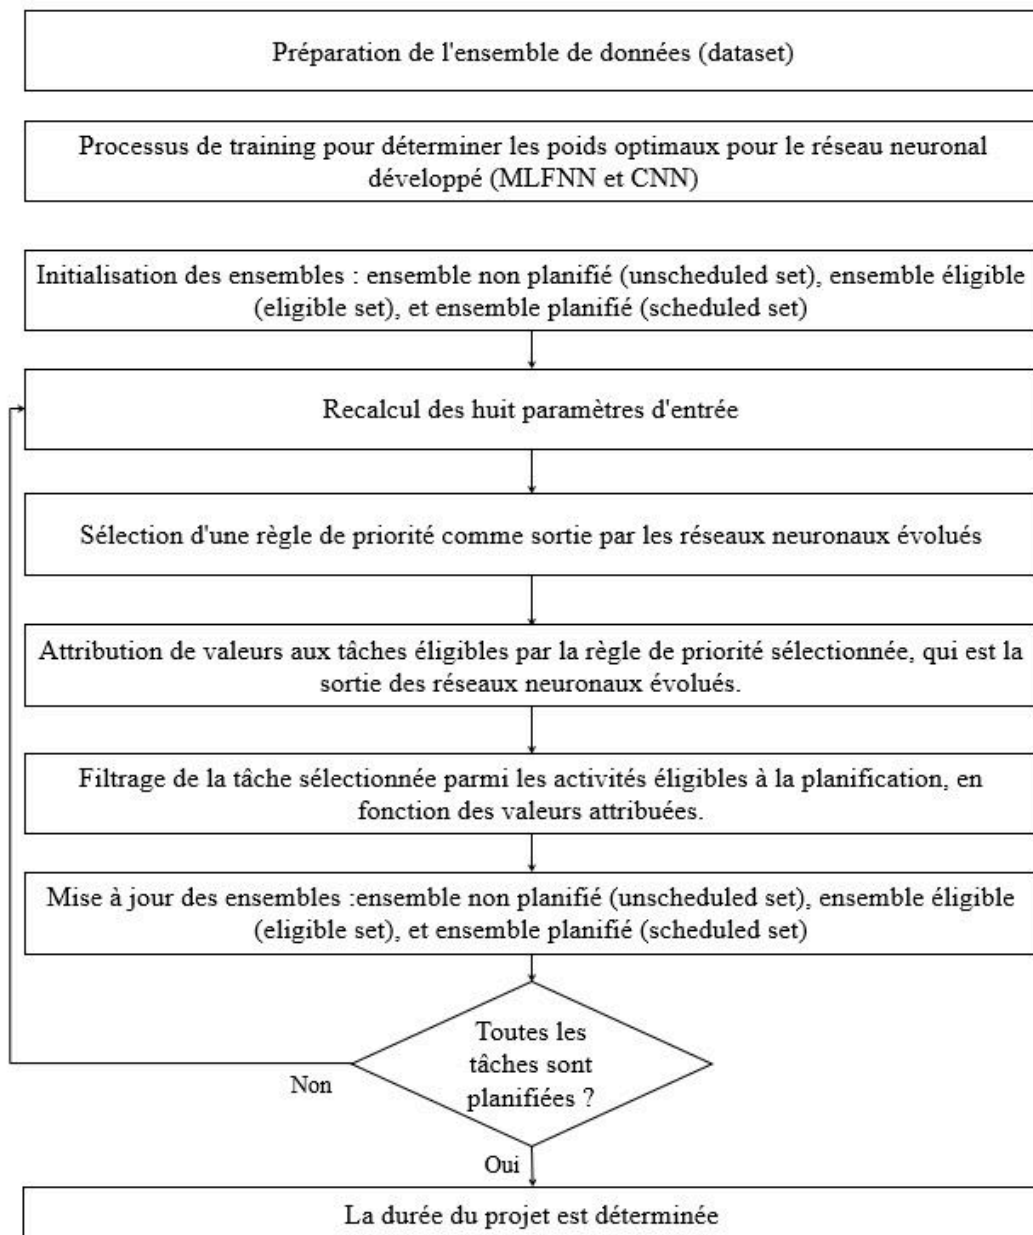 Préparation de l'ensemble de données (dataset)
Processus de training pour déterminer les poids optimaux pour le réseau neuronal
développé (MLFNN et CNN)
Initialisation des ensembles : ensemble non planifié (unscheduled set), ensemble éligible
(eligible set), et ensemble planifié (scheduled set)
Recalcul des huit paramètres d'entrée
Sélection d'une règle de priorité comme sortie par les réseaux neuronaux évolués
Attribution de valeurs aux tâches éligibles par la règle de priorité sélectionnée, qui est la
sortie des réseaux neuronaux évolués.
Filtrage de la tâche sélectionnée parmi les activités éligibles à la planification, en
fonction des valeurs attribuées.
Mise à jour des ensembles :ensemble non planifié (unscheduled set), ensemble éligible
(eligible set), et ensemble planifié (scheduled set)
Toutes les
tâches sont
planifiées ?
Non
Oui
La durée du projet est déterminée